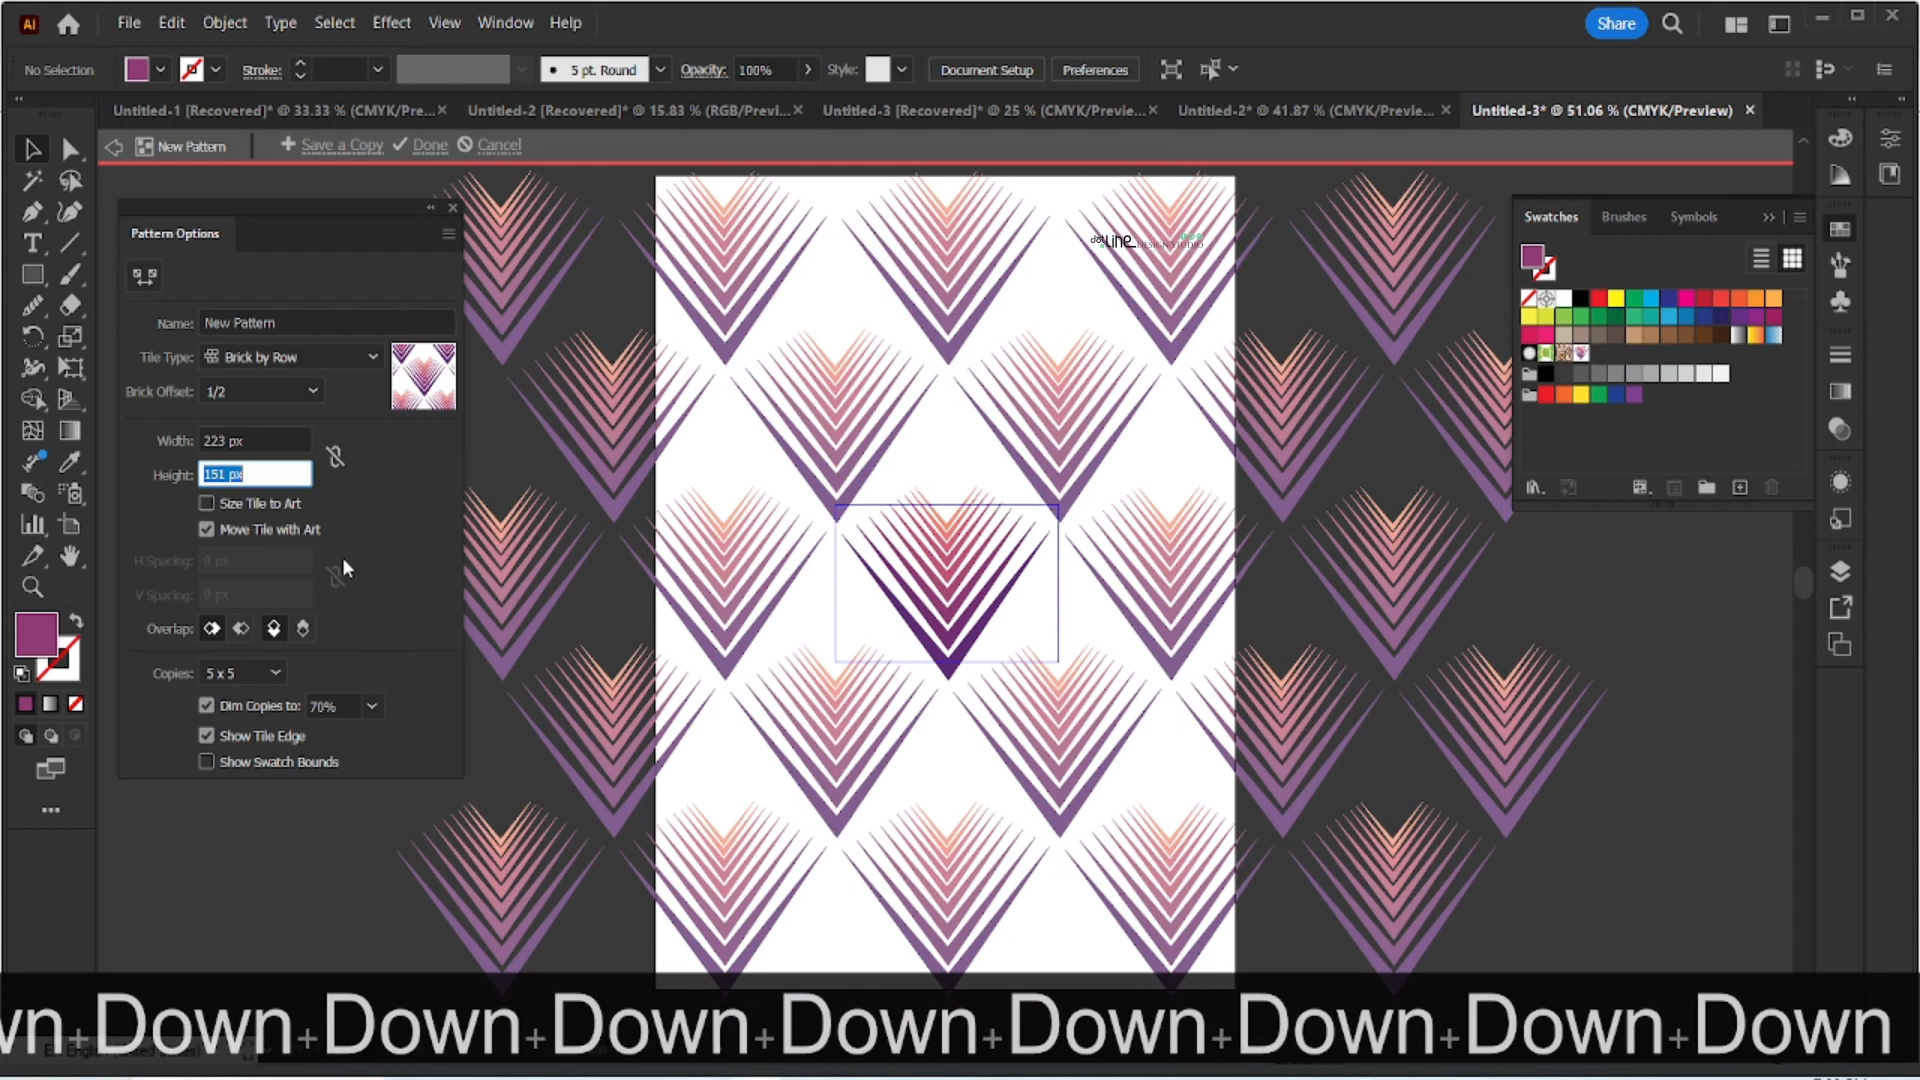 Ai File Edit Object Type Select Effect View Window Help Share
No Selection Stroke: 5 pt. Round Opacity: 100% Style: Document Setup Preferences
Untitled-1 [Recovered]* @ 33.33 % (CMYK/Pre... Untitled-2 [Recovered]* @ 15.83 % (RGB/Previ... Untitled-3 [Recovered]* @ 25 % (CMYK/Previe... Untitled-2* @ 41.87 % (CMYK/Previe... Untitled-3* @ 51.06 % (CMYK/Preview)
New Pattern Save a Copy Done Cancel
Pattern Options
Name: New Pattern
Tile Type: Brick by Row
Brick Offset: 1/2
Width: 223 px
Height: 151 px
Size Tile to Art
Move Tile with Art
H Spacing: 0 px
V Spacing: 0 px
Overlap:
Copies: 5 x 5
Dim Copies to: 70%
Show Tile Edge
Show Swatch Bounds
dotLine DESIGN STUDIO
Swatches Brushes Symbols
wn+Down+Down+Down+Down+Down+Down+Down+Down